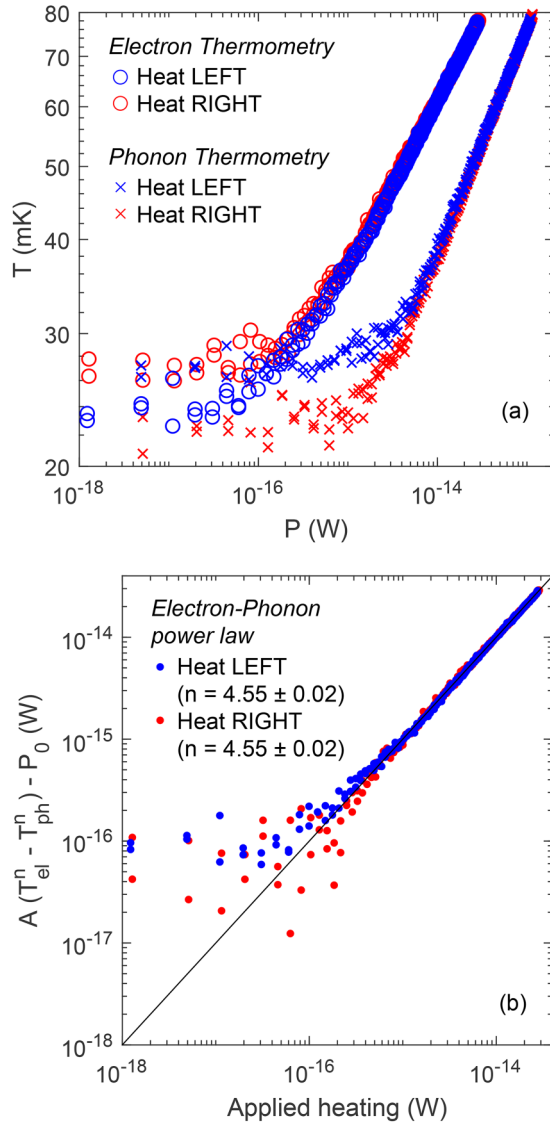 80
70
60
50
40
30
20
T (mK)
Electron Thermometry
Heat LEFT
Heat RIGHT
Phonon Thermometry
Heat LEFT
Heat RIGHT
(a)
10⁻¹⁸ 10⁻¹⁶ 10⁻¹⁴
P (W)
10⁻¹⁴
10⁻¹⁵
10⁻¹⁶
10⁻¹⁷
10⁻¹⁸
A (Tⁿel - Tⁿph) - P₀ (W)
Electron-Phonon
power law
Heat LEFT
(n = 4.55 ± 0.02)
Heat RIGHT
(n = 4.55 ± 0.02)
(b)
10⁻¹⁸ 10⁻¹⁶ 10⁻¹⁴
Applied heating (W)